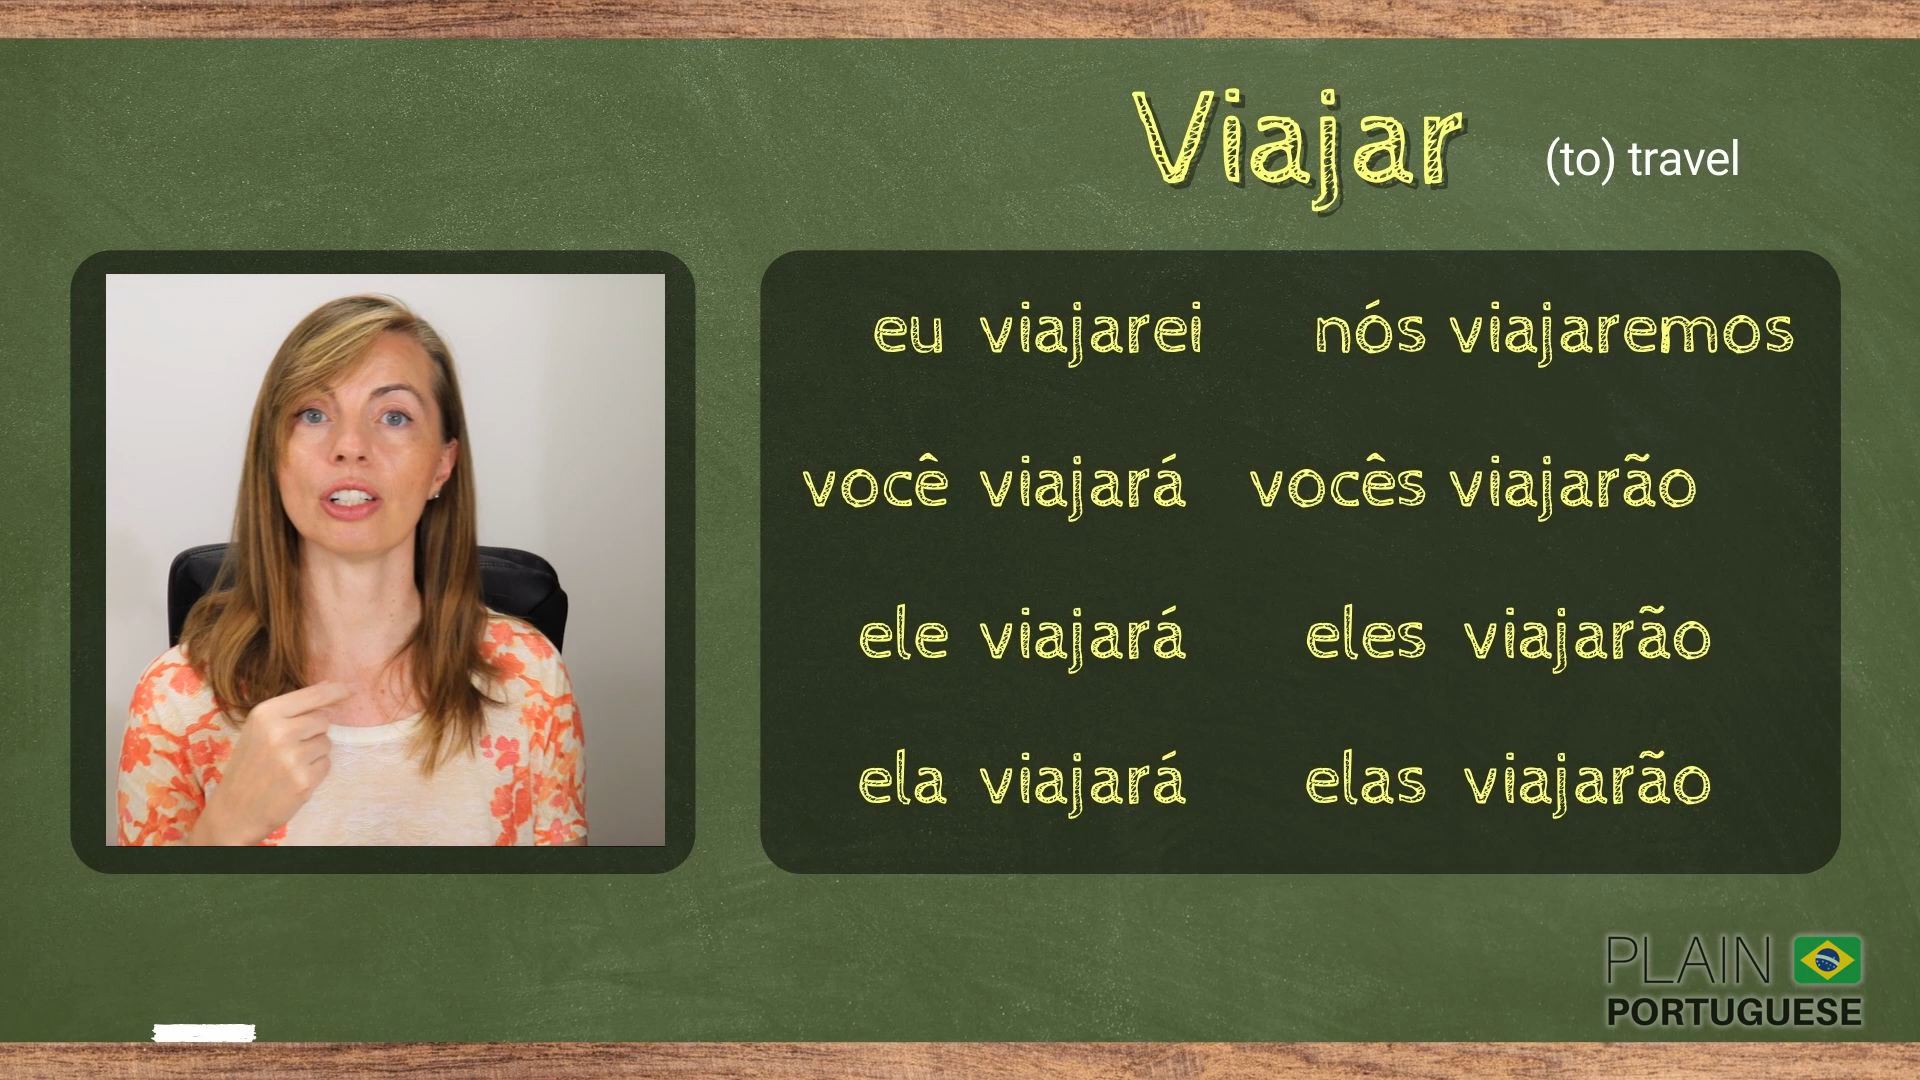 Viajar (to) travel
eu viajarei nós viajaremos
você viajará vocês viajarão
ele viajará eles viajarão
ela viajará elas viajarão
PLAIN
PORTUGUESE